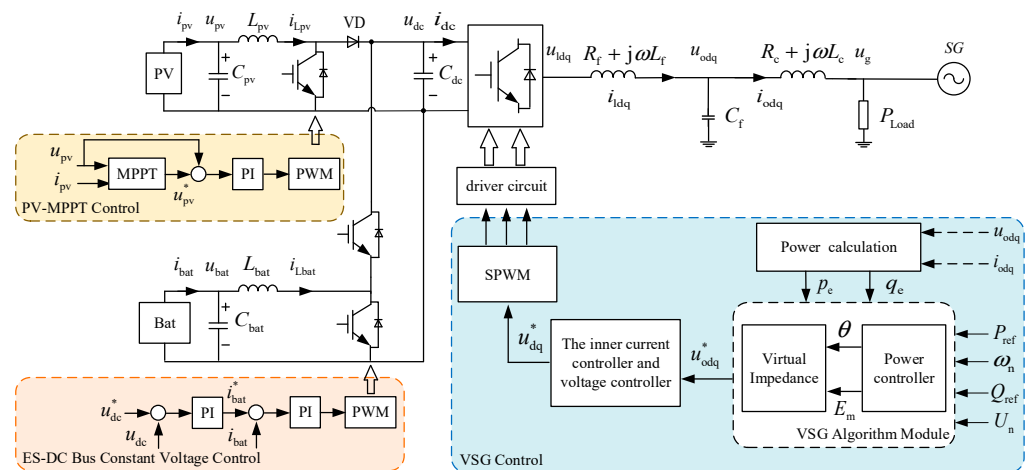 i_pv u_pv L_pv i_Lpv VD u_dc i_dc
PV C_pv C_dc
u_ldq R_f + jωL_f u_odq R_c + jωL_c u_g SG
i_ldq i_odq
C_f P_Load
u_pv
i_pv
MPPT PI PWM
u*_pv
PV-MPPT Control
driver circuit
i_bat u_bat L_bat i_Lbat
Bat C_bat
u*_dc PI i*_bat PI PWM
u_dc i_bat
ES-DC Bus Constant Voltage Control
SPWM
u*_dq
The inner current
controller and
voltage controller
u*_odq
Power calculation
u_odq
i_odq
p_e q_e
Virtual
Impedance
θ
E_m
Power
controller
P_ref
ω_n
Q_ref
U_n
VSG Algorithm Module
VSG Control